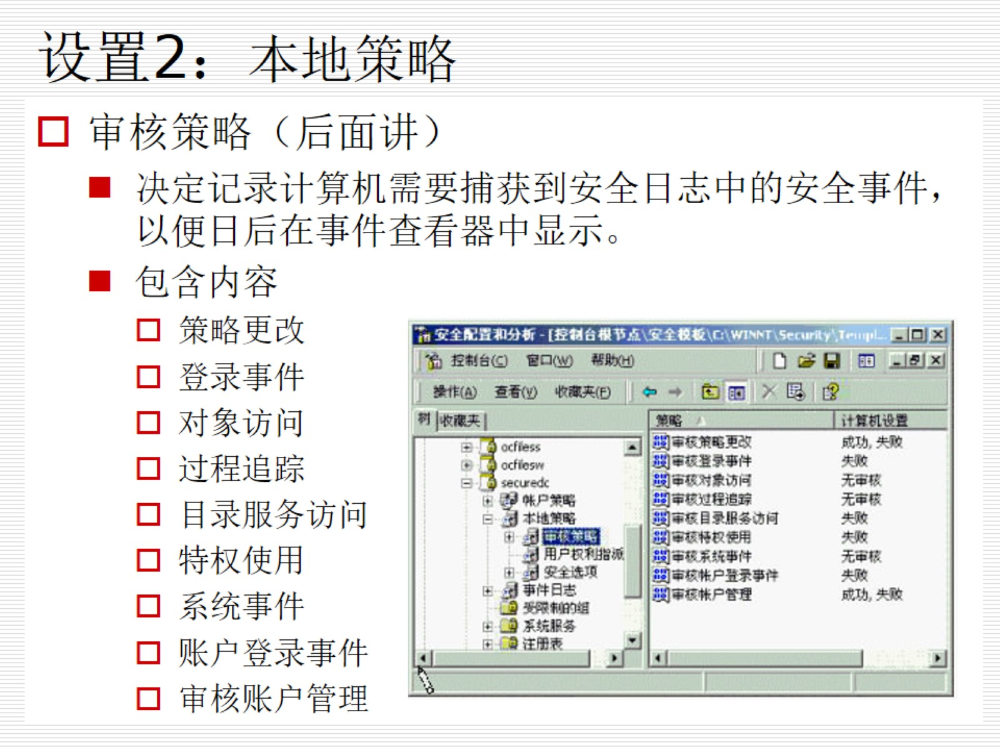 设置2：本地策略
审核策略（后面讲）
决定记录计算机需要捕获到安全日志中的安全事件，
以便日后在事件查看器中显示。
包含内容
策略更改
登录事件
对象访问
过程追踪
目录服务访问
特权使用
系统事件
账户登录事件
审核账户管理
安全配置和分析 - [控制台根节点\安全模板\C:\WINNT\Security\Templ...
控制台(C) 窗口(W) 帮助(H)
操作(A) 查看(V) 收藏夹(F)
树 收藏夹
ocfiless
ocfilesw
securedc
帐户策略
本地策略
审核策略
用户权利指派
安全选项
事件日志
受限制的组
系统服务
注册表
策略 计算机设置
审核策略更改 成功, 失败
审核登录事件 失败
审核对象访问 无审核
审核过程追踪 无审核
审核目录服务访问 失败
审核特权使用 失败
审核系统事件 无审核
审核帐户登录事件 失败
审核帐户管理 成功, 失败